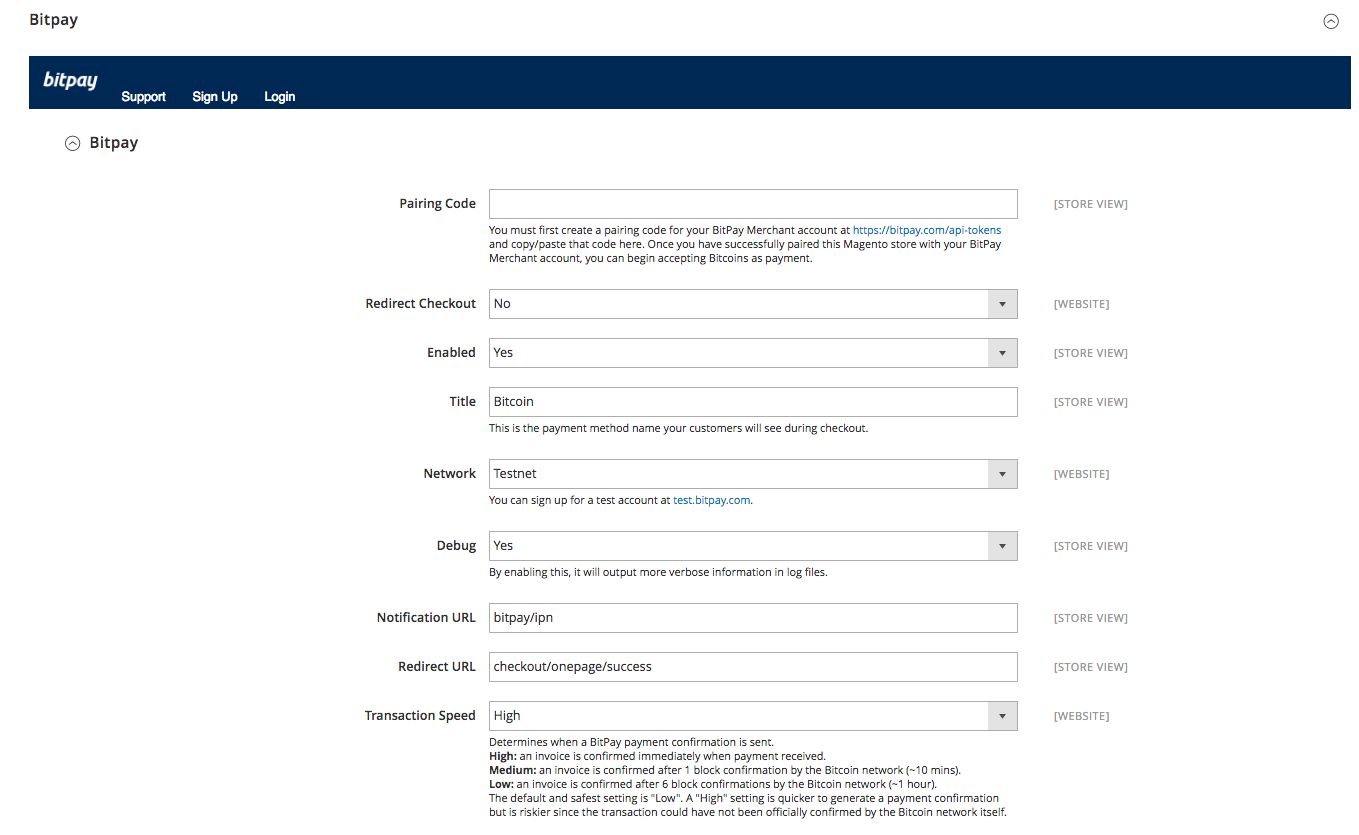 Bitpay
bitpay
Support Sign Up Login
Bitpay
Pairing Code [STORE VIEW]
You must first create a pairing code for your BitPay Merchant account at https://bitpay.com/api-tokens
and copy/paste that code here. Once you have successfully paired this Magento store with your BitPay
Merchant account, you can begin accepting Bitcoins as payment.
Redirect Checkout No [WEBSITE]
Enabled Yes [STORE VIEW]
Title Bitcoin [STORE VIEW]
This is the payment method name your customers will see during checkout.
Network Testnet [WEBSITE]
You can sign up for a test account at test.bitpay.com.
Debug Yes [STORE VIEW]
By enabling this, it will output more verbose information in log files.
Notification URL bitpay/ipn [STORE VIEW]
Redirect URL checkout/onepage/success [STORE VIEW]
Transaction Speed High [WEBSITE]
Determines when a BitPay payment confirmation is sent.
High: an invoice is confirmed immediately when payment received.
Medium: an invoice is confirmed after 1 block confirmation by the Bitcoin network (~10 mins).
Low: an invoice is confirmed after 6 block confirmations by the Bitcoin network (~1 hour).
The default and safest setting is "Low". A "High" setting is quicker to generate a payment confirmation
but is riskier since the transaction could have not been officially confirmed by the Bitcoin network itself.